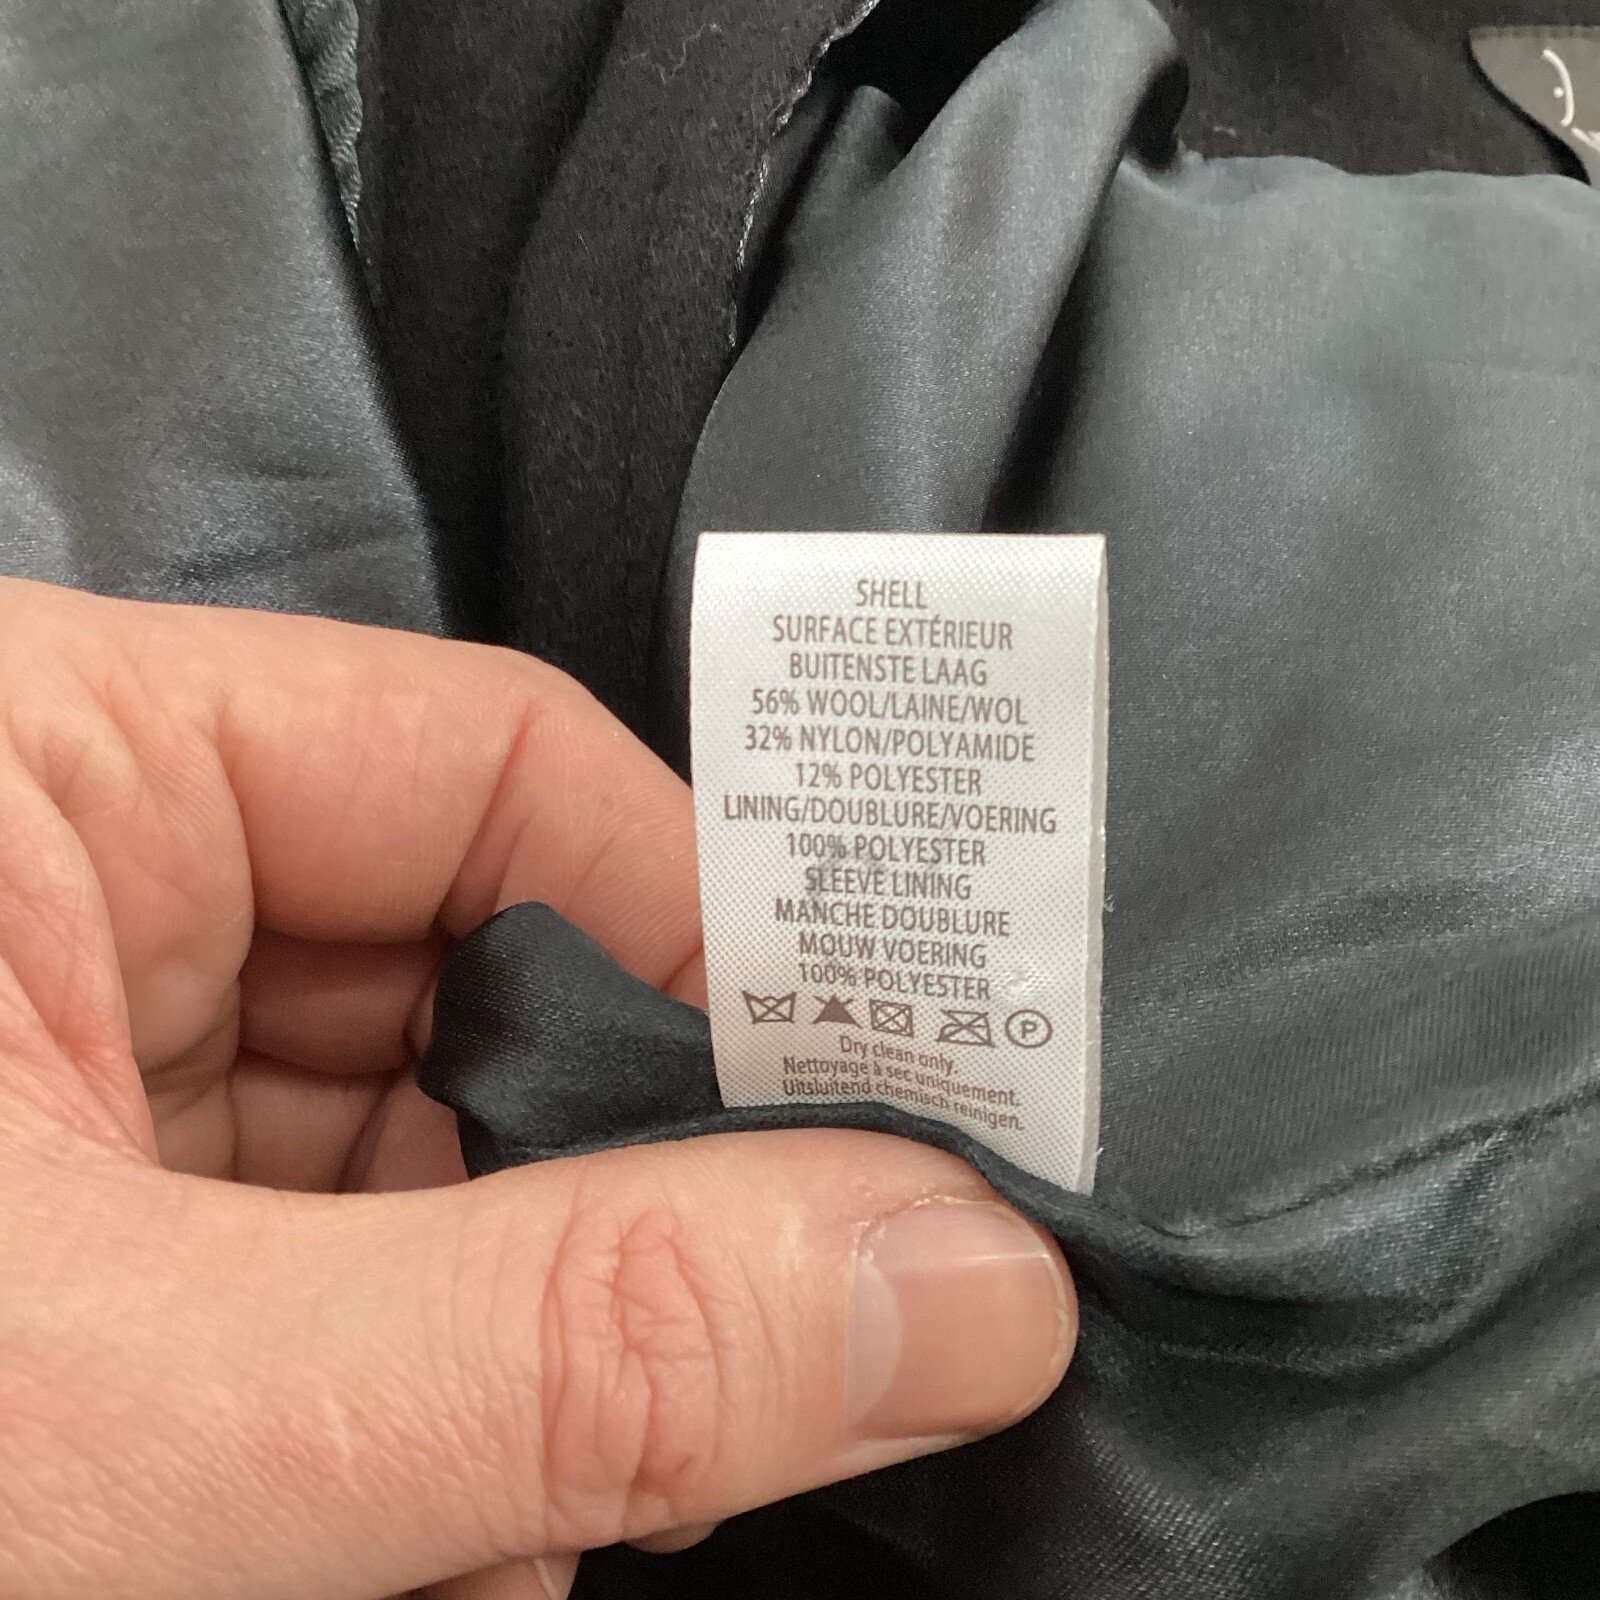 SHELL
SURFACE EXTÉRIEUR
BUITENSTE LAAG
56% WOOL/LAINE/WOL
32% NYLON/POLYAMIDE
12% POLYESTER
LINING/DOUBLURE/VOERING
100% POLYESTER
SLEEVE LINING
MANCHE DOUBLURE
MOUW VOERING
100% POLYESTER
P
Dry clean only.
Nettoyage à sec uniquement.
Uitsluitend chemisch reinigen.